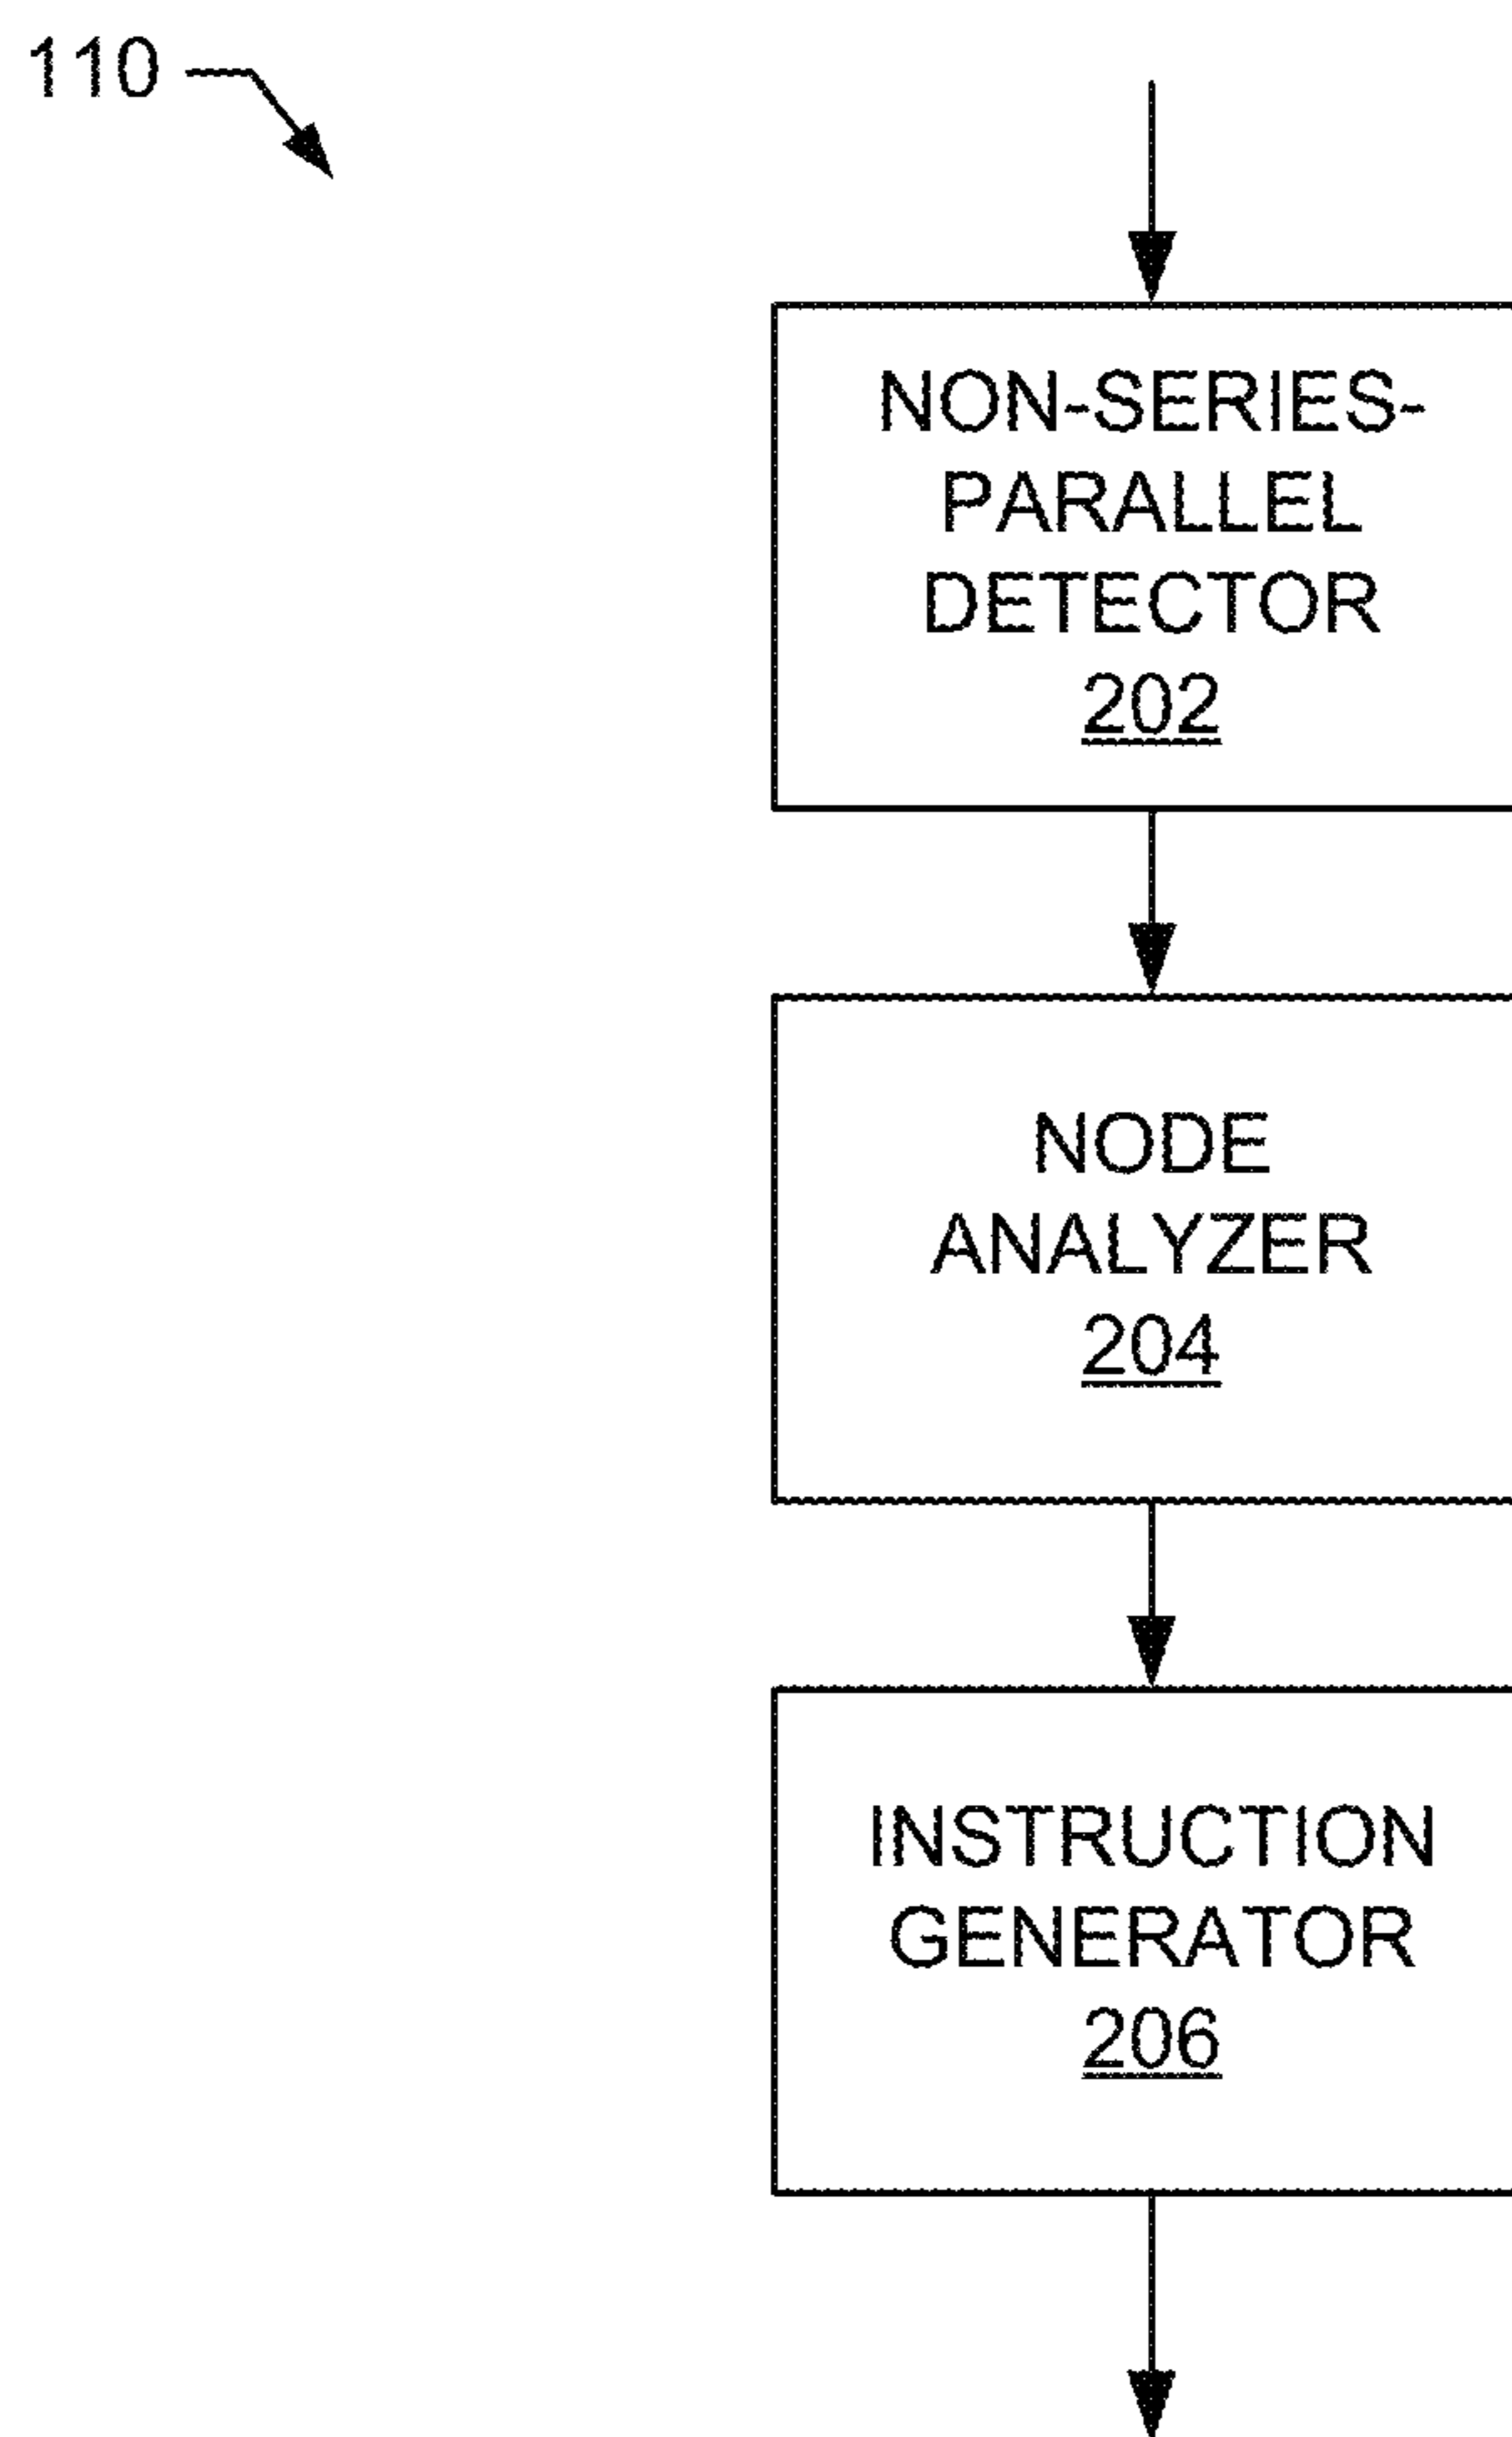 110
NON-SERIES-
PARALLEL
DETECTOR
202
NODE
ANALYZER
204
INSTRUCTION
GENERATOR
206